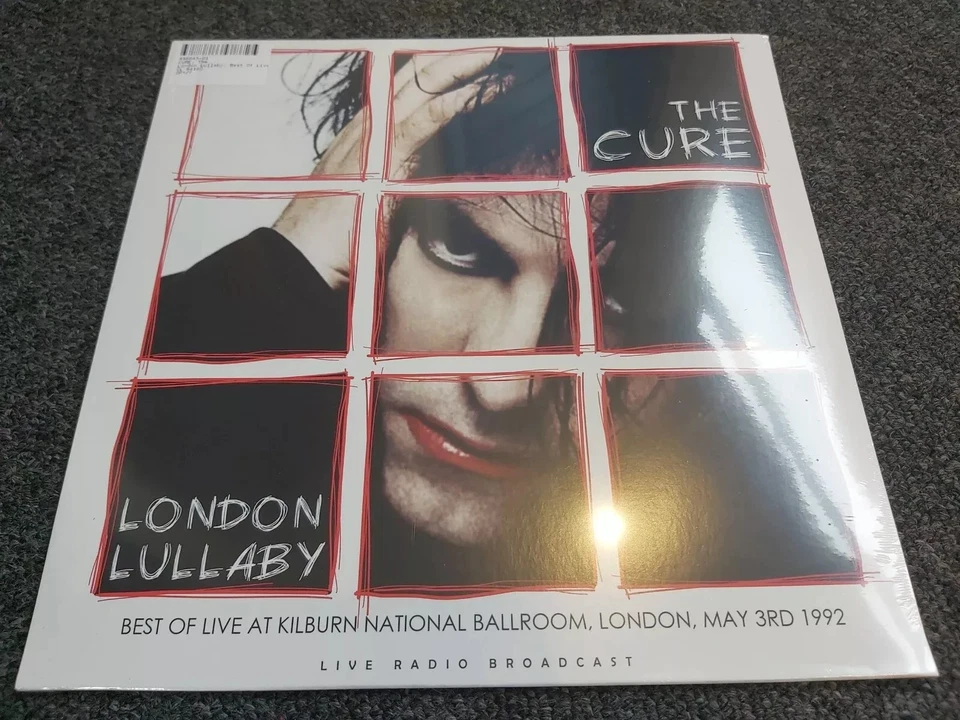 THE
CURE
LONDON
LULLABY
BEST OF LIVE AT KILBURN NATIONAL BALLROOM, LONDON, MAY 3RD 1992
LIVE RADIO BROADCAST